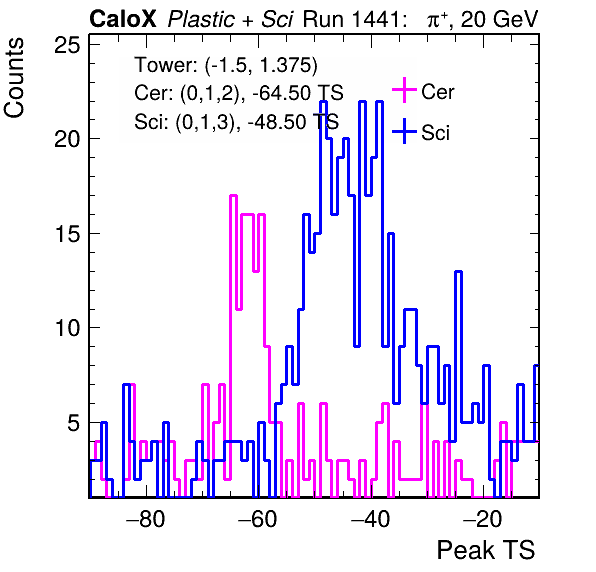 CaloX Plastic + Sci Run 1441: π⁺, 20 GeV
Counts
25
20
15
10
5
Tower: (-1.5, 1.375)
Cer: (0,1,2), -64.50 TS
Sci: (0,1,3), -48.50 TS
Cer
Sci
−80 −60 −40 −20
Peak TS